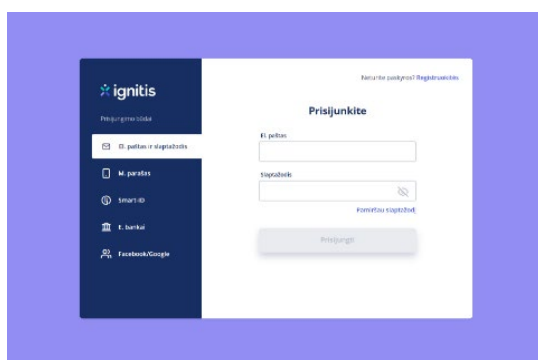 ignitis
Prisijungimo būdai
El. paštas ir slaptažodis
M. parašas
Smart-ID
E. bankai
Facebook/Google
Neturite paskyros? Registruokitės
Prisijunkite
El. paštas
Slaptažodis
Pamiršau slaptažodį
Prisijungti